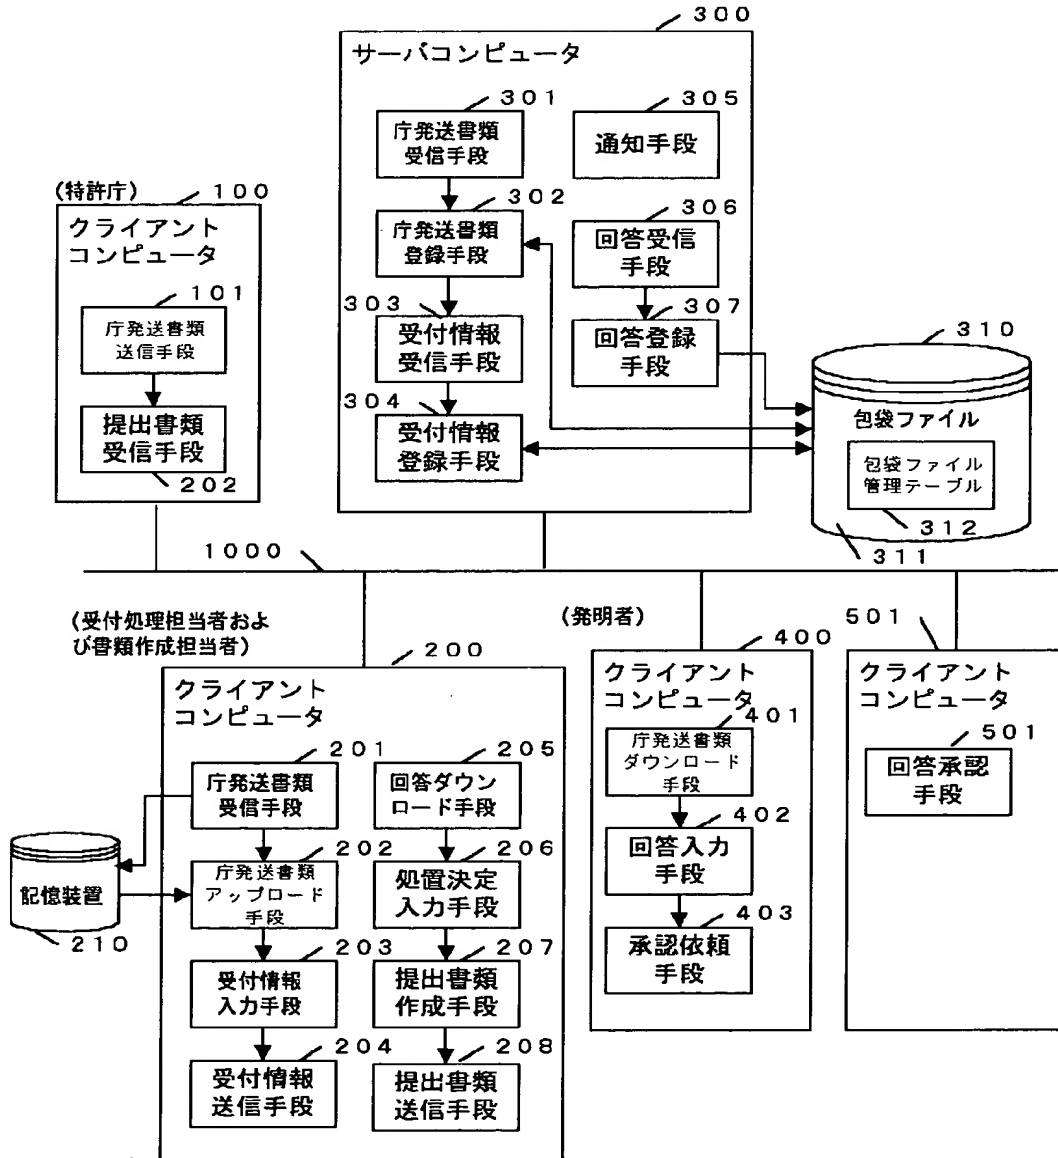 300
サーバコンピュータ
301
庁発送書類
受信手段
305
通知手段
302
庁発送書類
登録手段
306
回答受信
手段
303
受付情報
受信手段
307
回答登録
手段
304
受付情報
登録手段
(特許庁)
100
クライアント
コンピュータ
101
庁発送書類
送信手段
提出書類
受信手段
202
310
包袋ファイル
包袋ファイル
管理テーブル
312
311
1000
(受付処理担当者およ
び書類作成担当者)
200
クライアント
コンピュータ
201
庁発送書類
受信手段
205
回答ダウン
ロード手段
202
庁発送書類
アップロード
手段
206
処置決定
入力手段
203
受付情報
入力手段
207
提出書類
作成手段
204
受付情報
送信手段
208
提出書類
送信手段
記憶装置
210
(発明者)
400
クライアント
コンピュータ
401
庁発送書類
ダウンロード
手段
402
回答入力
手段
403
承認依頼
手段
501
クライアント
コンピュータ
501
回答承認
手段